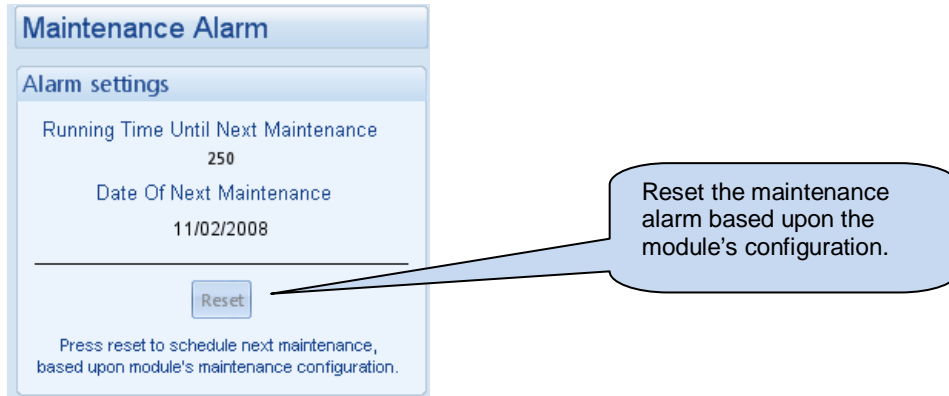 Maintenance Alarm
Alarm settings
Running Time Until Next Maintenance
250
Date Of Next Maintenance
11/02/2008
Reset
Press reset to schedule next maintenance,
based upon module's maintenance configuration.
Reset the maintenance
alarm based upon the
module’s configuration.